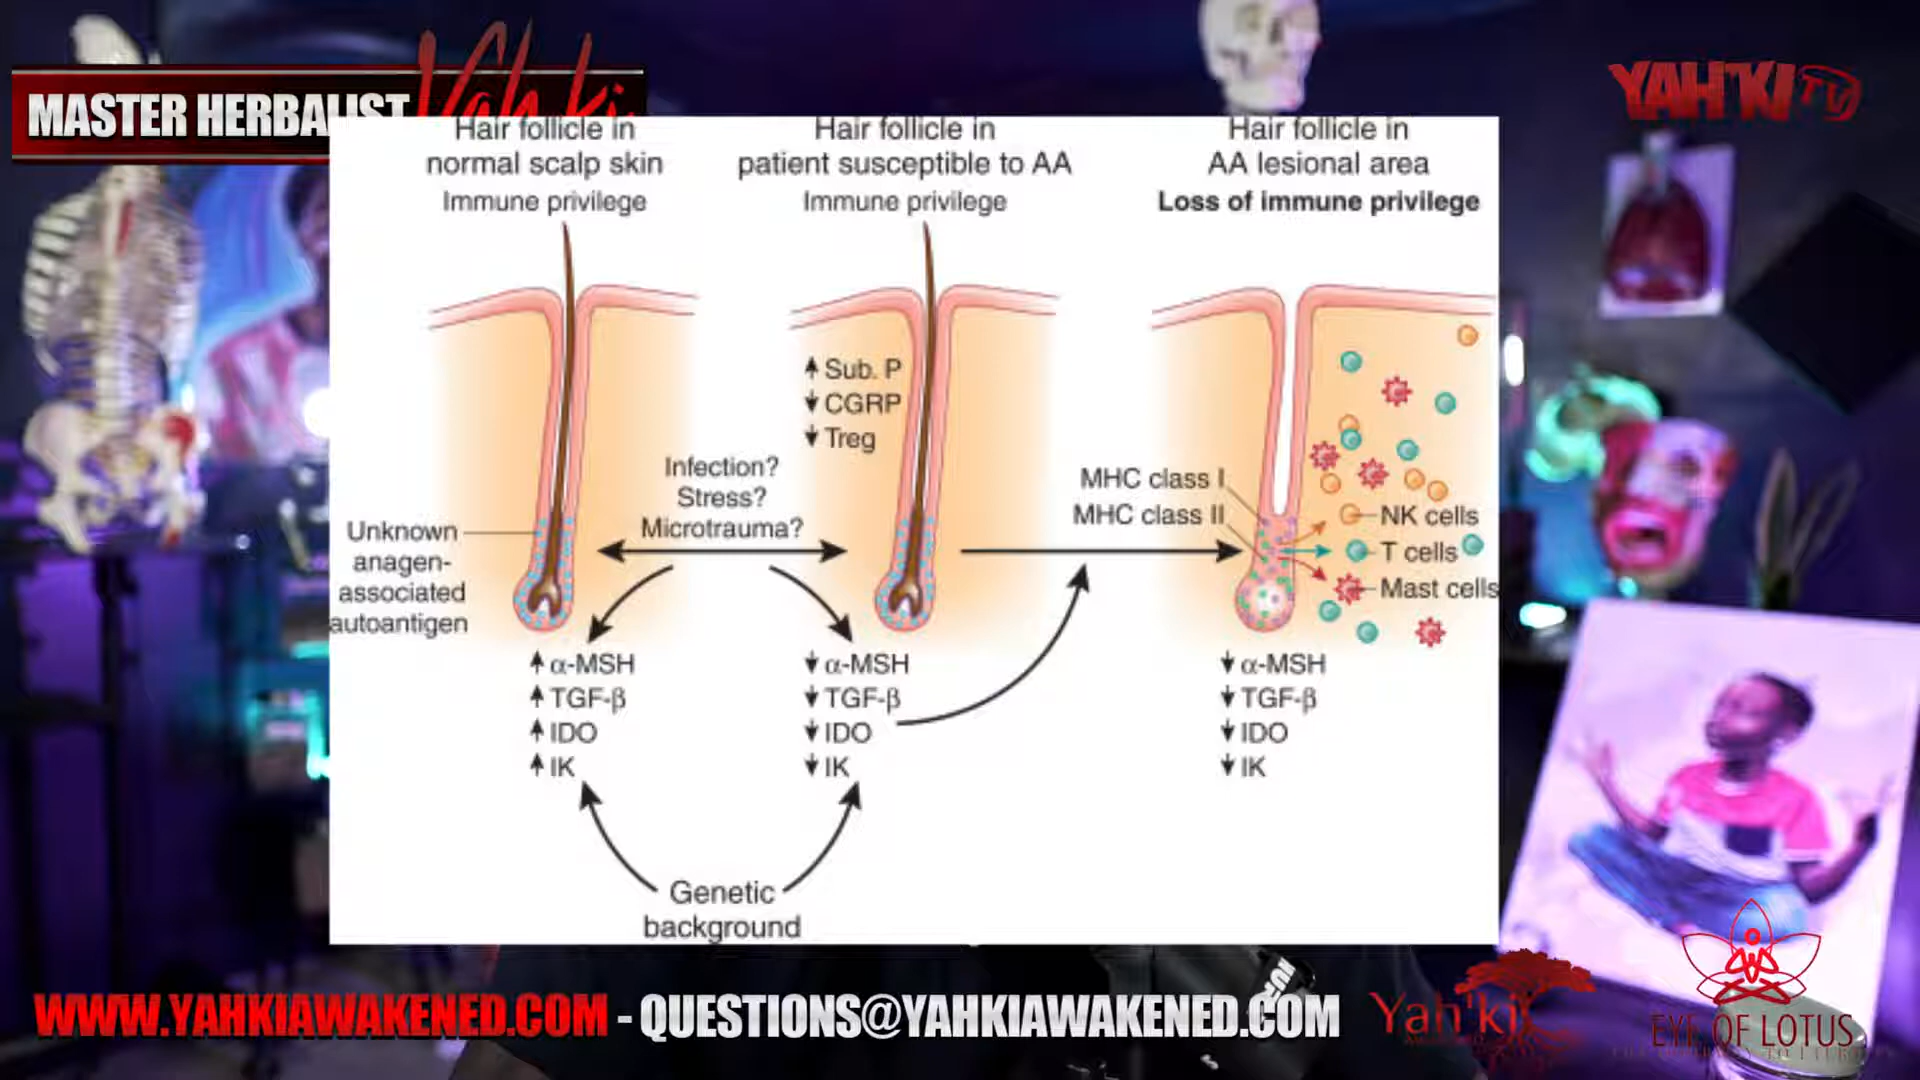 MASTER HERBALIST
Yah'ki
YAH'KI TV
Hair follicle in
normal scalp skin
Immune privilege
Hair follicle in
patient susceptible to AA
Immune privilege
Hair follicle in
AA lesional area
Loss of immune privilege
Sub. P
CGRP
Treg
Infection?
Stress?
Microtrauma?
Unknown
anagen-
associated
autoantigen
MHC class I
MHC class II
NK cells
T cells
Mast cells
α-MSH
TGF-β
IDO
IK
α-MSH
TGF-β
IDO
IK
α-MSH
TGF-β
IDO
IK
Genetic
background
WWW.YAHKIAWAKENED.COM - QUESTIONS@YAHKIAWAKENED.COM
Yah'ki
EYE OF LOTUS